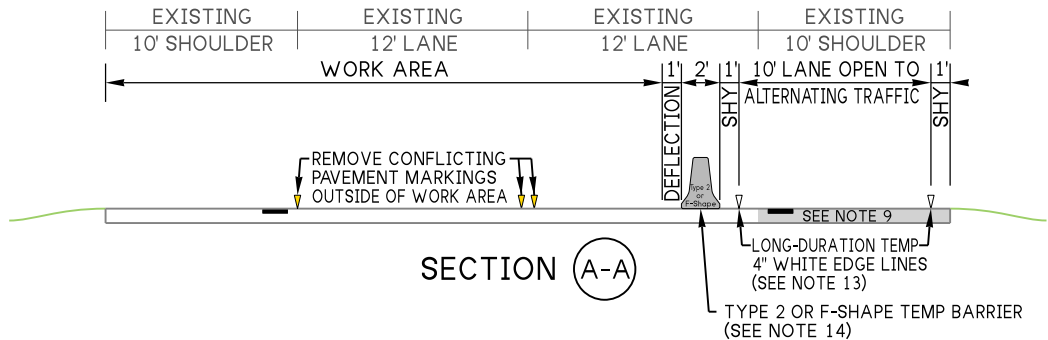 EXISTING EXISTING EXISTING EXISTING
10' SHOULDER 12' LANE 12' LANE 10' SHOULDER
WORK AREA 1' 2' 1' 10' LANE OPEN TO 1'
ALTERNATING TRAFFIC
DEFLECTION
SHY
SHY
REMOVE CONFLICTING
PAVEMENT MARKINGS
OUTSIDE OF WORK AREA
Type 2
or
F-Shape
SEE NOTE 9
LONG-DURATION TEMP
4" WHITE EDGE LINES
(SEE NOTE 13)
SECTION A-A
TYPE 2 OR F-SHAPE TEMP BARRIER
(SEE NOTE 14)